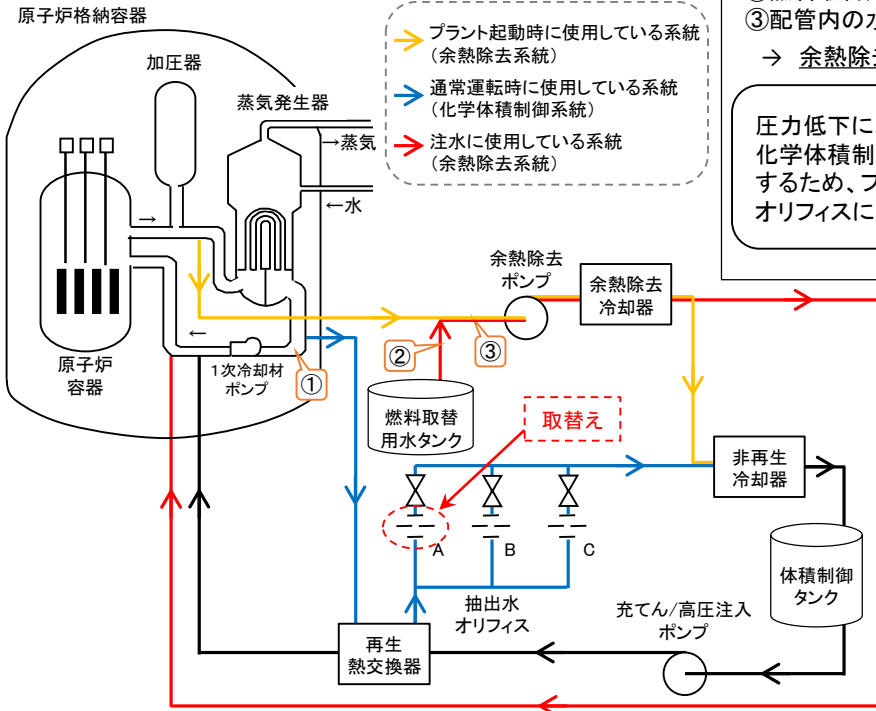 原子炉格納容器
加圧器
蒸気発生器
→蒸気
←水
→
←
原子炉
容器
1次冷却材
ポンプ
①
プラント起動時に使用している系統
(余熱除去系統)
通常運転時に使用している系統
(化学体積制御系統)
注水に使用している系統
(余熱除去系統)
③配管内の水
→ 余熱除
圧力低下に
化学体積制
するため、フ
オリフィスに
余熱除去
ポンプ
余熱除去
冷却器
②
③
燃料取替
用水タンク
取替え
A
B
C
抽出水
オリフィス
非再生
冷却器
体積制御
タンク
充てん/高圧注入
ポンプ
再生
熱交換器